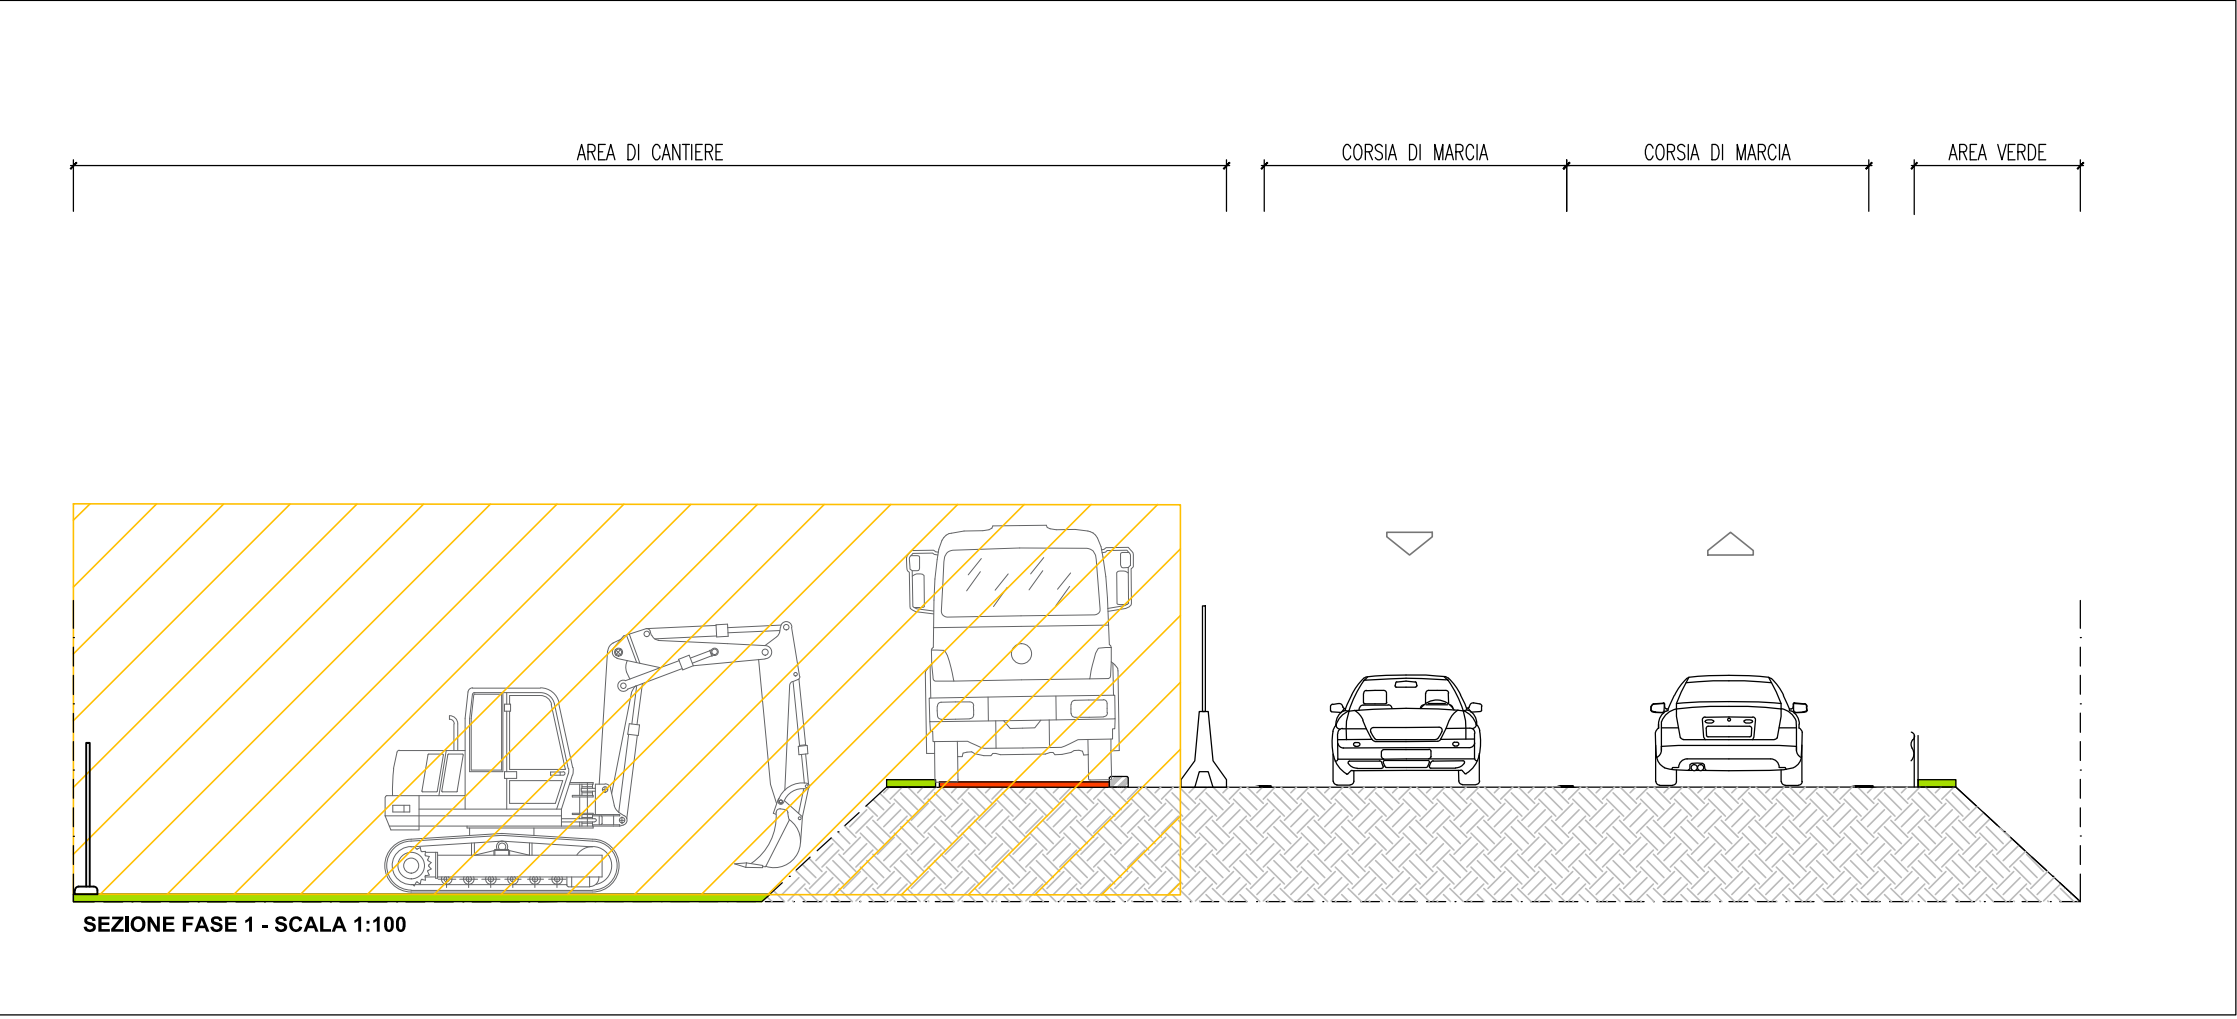 AREA DI CANTIERE
CORSIA DI MARCIA
CORSIA DI MARCIA
AREA VERDE
SEZIONE FASE 1 - SCALA 1:100